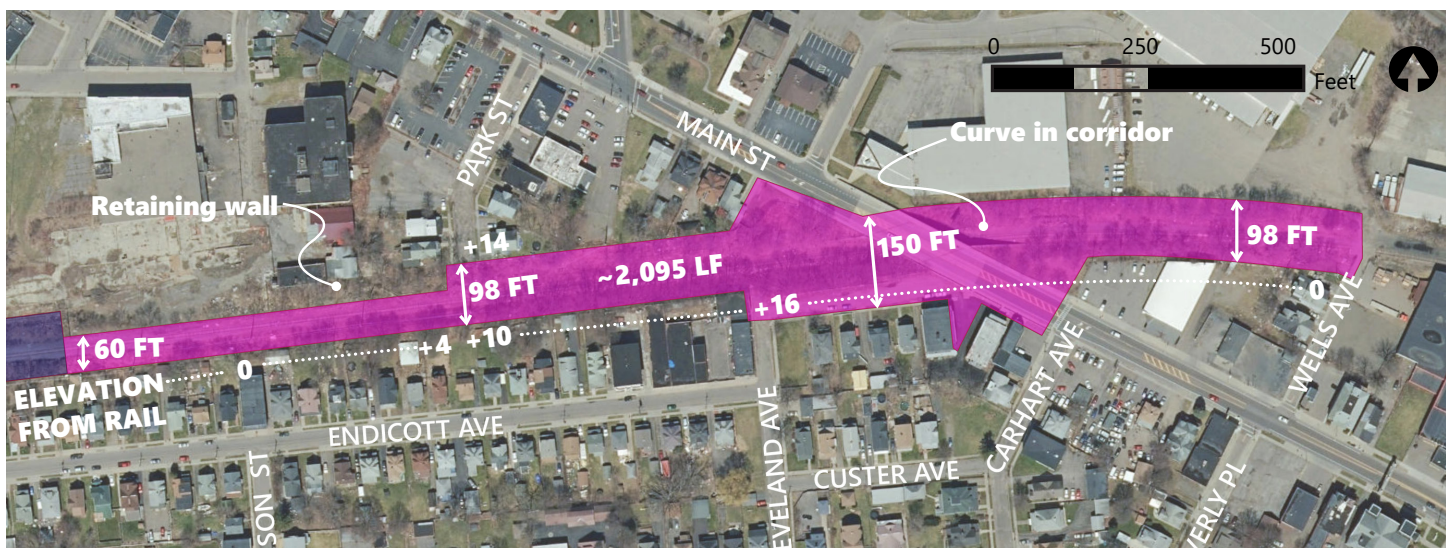 0 250 500
Feet
MAIN ST
Curve in corridor
PARK ST
Retaining wall
+14
150 FT
98 FT
98 FT
~2,095 LF
+16
0
60 FT
+4 +10
0
ELEVATION
FROM RAIL
WELLS AVE
ENDICOTT AVE
CARHART AVE
EVELAND AVE
CUSTER AVE
SON ST
VERLY PL